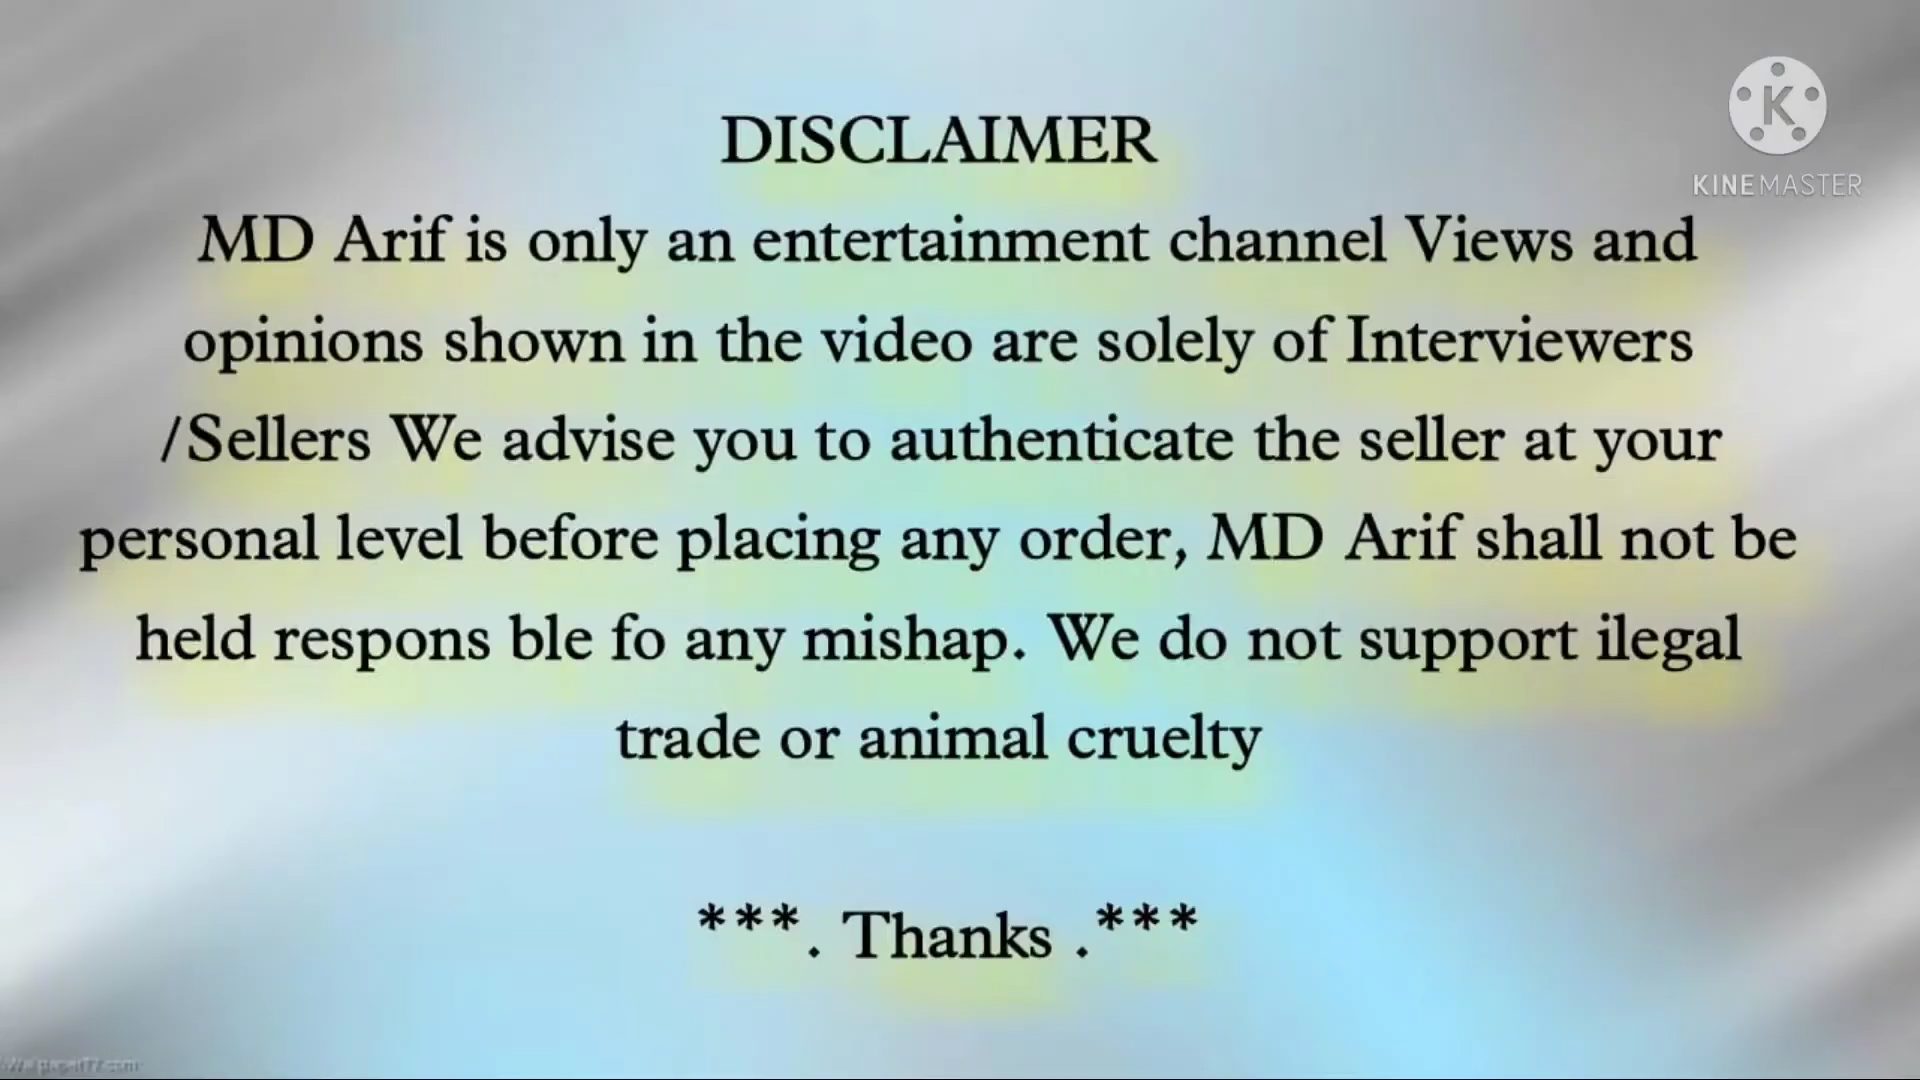 DISCLAIMER
MD Arif is only an entertainment channel Views and
opinions shown in the video are solely of Interviewers
/Sellers We advise you to authenticate the seller at your
personal level before placing any order, MD Arif shall not be
held respons ble fo any mishap. We do not support ilegal
trade or animal cruelty
***. Thanks .***
K
KINEMASTER